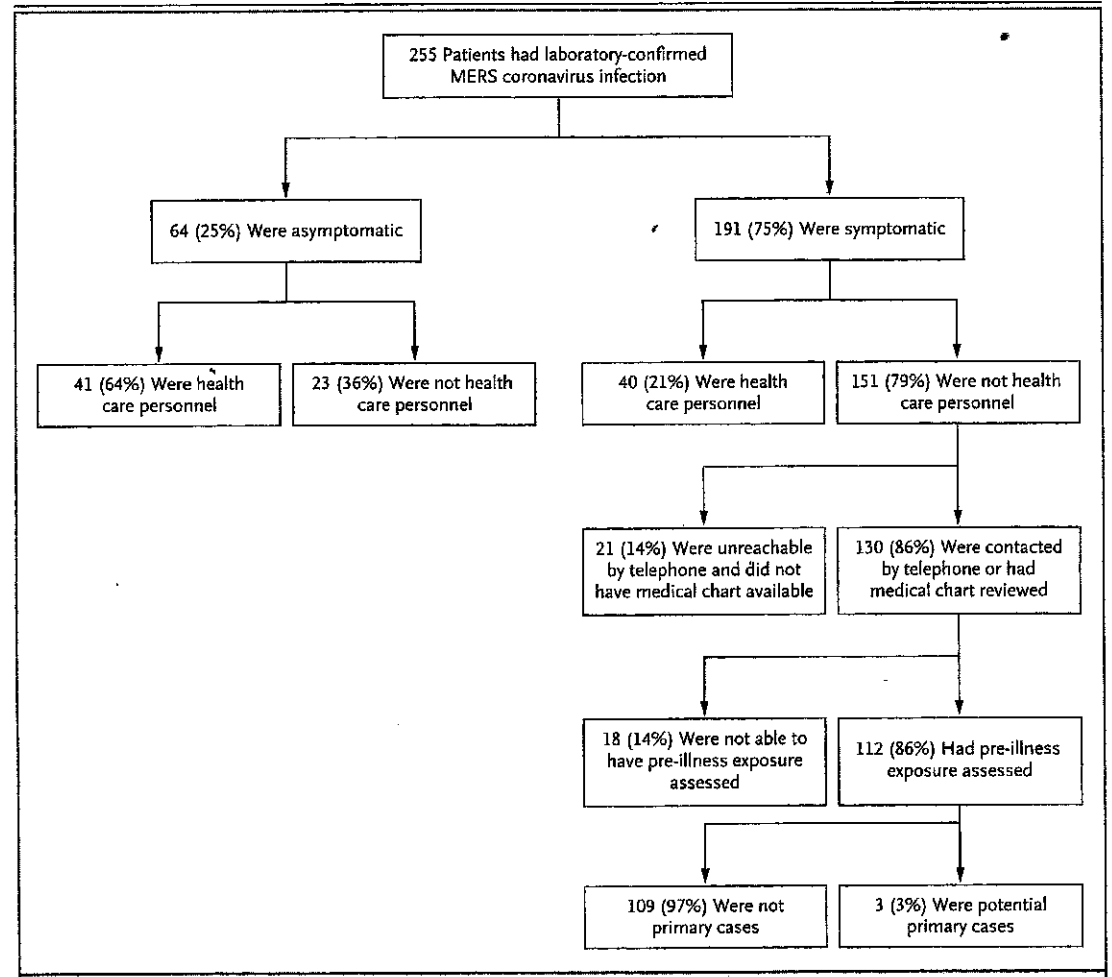 255 Patients had laboratory-confirmed
MERS coronavirus infection
64 (25%) Were asymptomatic
191 (75%) Were symptomatic
41 (64%) Were health
care personnel
23 (36%) Were not health
care personnel
40 (21%) Were health
care personnel
151 (79%) Were not health
care personnel
21 (14%) Were unreachable
by telephone and did not
have medical chart available
130 (86%) Were contacted
by telephone or had
medical chart reviewed
18 (14%) Were not able to
have pre-illness exposure
assessed
112 (86%) Had pre-illness
exposure assessed
109 (97%) Were not
primary cases
3 (3%) Were potential
primary cases